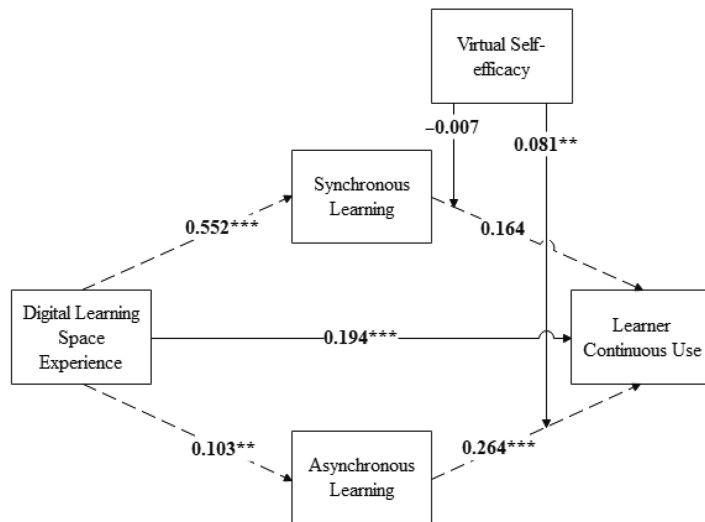 Virtual Self-
efficacy
–0.007
0.081**
Synchronous
Learning
0.552***
0.164
Digital Learning
Space
Experience
0.194***
Learner
Continuous Use
0.103**
Asynchronous
Learning
0.264***